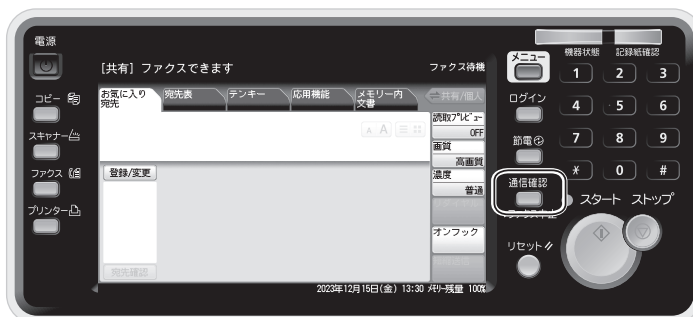 電源
コピー
スキャナー
ファクス
プリンター
[共有] ファクスできます
ファクス待機
お気に入り
宛先
宛先表
テンキー
応用機能
メモリー内
文書
共有/個人
A A
登録/変更
宛先確認
読取プレビュー
OFF
画質
高画質
濃度
普通
オンフック
2023年12月15日(金) 13:30 メモリー残量 100%
メニュー
ログイン
節電
通信確認
リセット
機器状態
記録紙確認
1 2 3
4 5 6
7 8 9
* 0 #
スタート ストップ